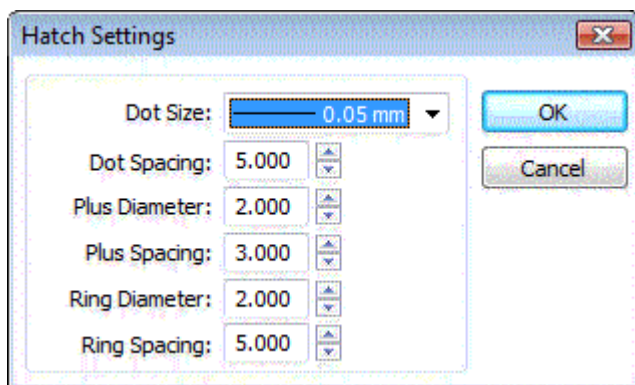 Hatch Settings
Dot Size: 0.05 mm
OK
Dot Spacing: 5.000
Cancel
Plus Diameter: 2.000
Plus Spacing: 3.000
Ring Diameter: 2.000
Ring Spacing: 5.000